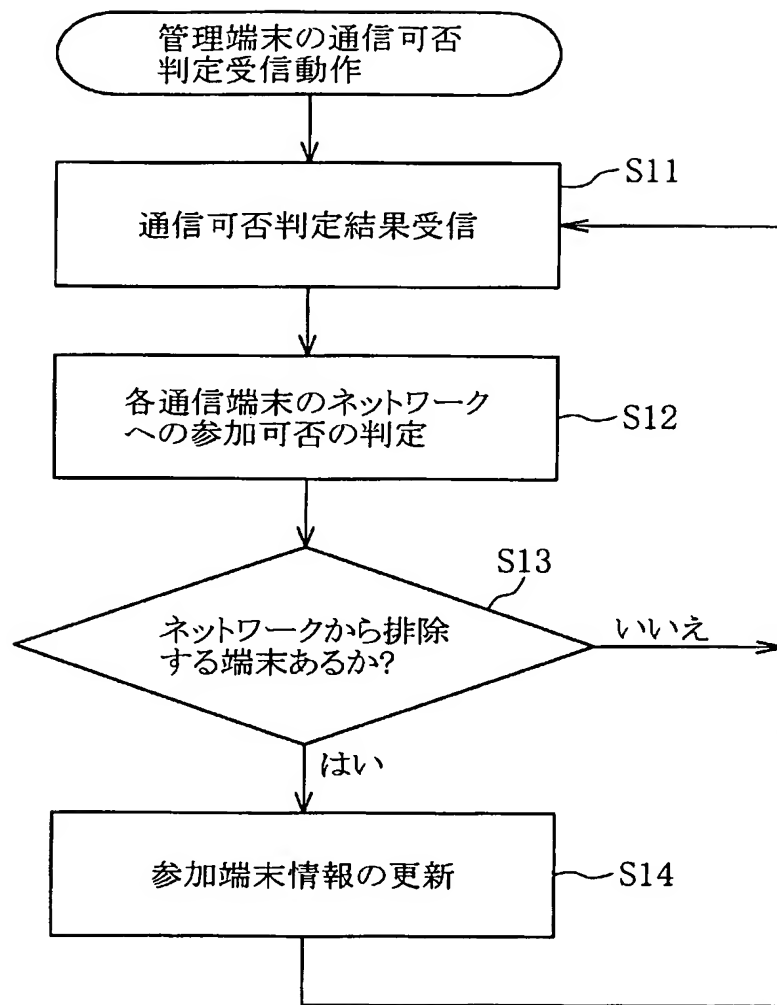 管理端末の通信可否
判定受信動作
S11
通信可否判定結果受信
各通信端末のネットワーク
への参加可否の判定
S12
S13
ネットワークから排除
する端末あるか?
いいえ
はい
参加端末情報の更新
S14